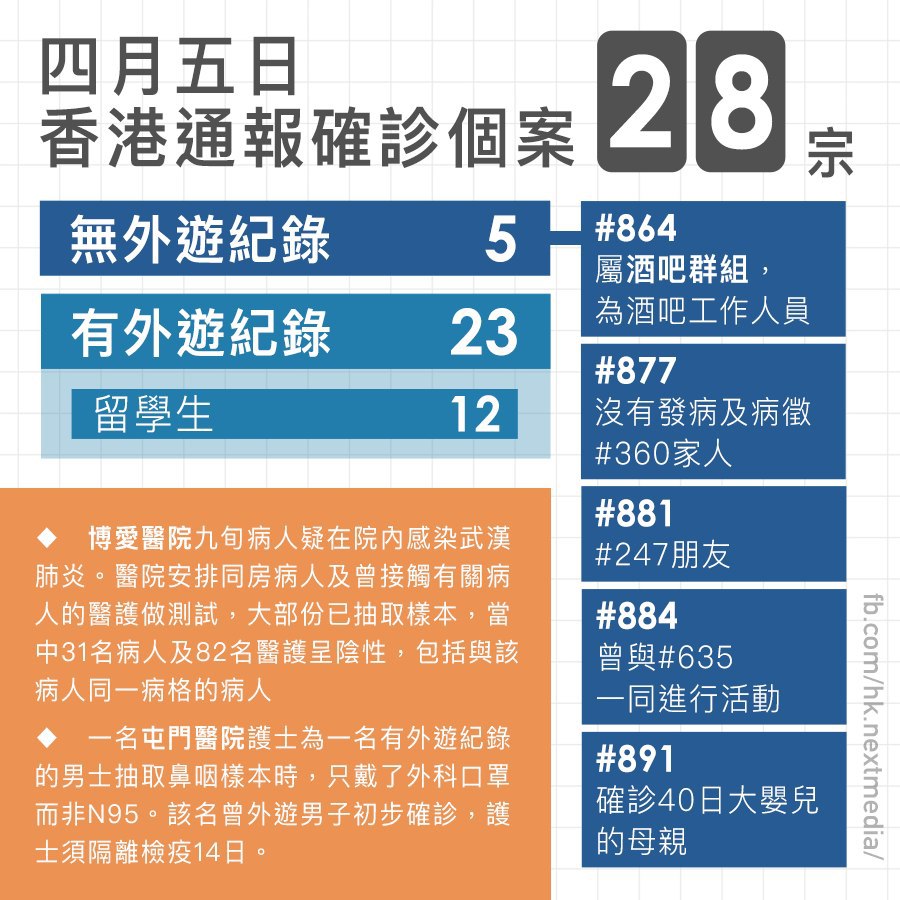 四月五日
香港通報確診個案 28 宗
無外遊紀錄 5
有外遊紀錄 23
留學生 12
#864
屬酒吧群組，
為酒吧工作人員
#877
沒有發病及病徵
#360家人
#881
#247朋友
#884
曾與#635
一同進行活動
#891
確診40日大嬰兒
的母親
◆ 博愛醫院九旬病人疑在院內感染武漢
肺炎。醫院安排同房病人及曾接觸有關病
人的醫護做測試，大部份已抽取樣本，當
中31名病人及82名醫護呈陰性，包括與該
病人同一病格的病人
◆ 一名屯門醫院護士為一名有外遊紀錄
的男士抽取鼻咽樣本時，只戴了外科口罩
而非N95。該名曾外遊男子初步確診，護
士須隔離檢疫14日。
fb.com/hk.nextmedia/